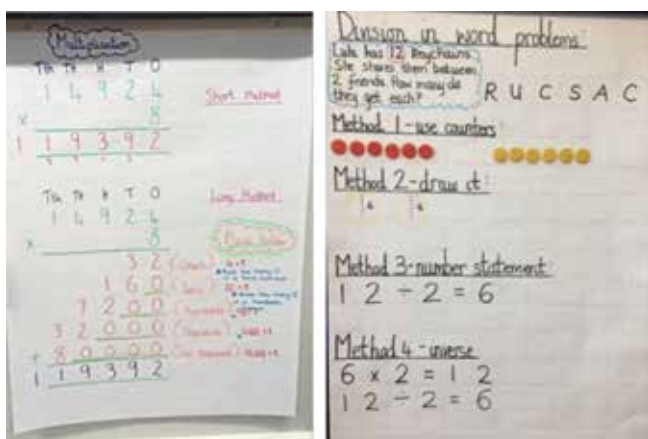 Multiplication
TTh Th H T O
1 4 9 2 4
x 8
1 1 9 3 9 2
Short Method
TTh Th H T O
1 4 9 2 4
x 8
Long Method
3 2
1 6 0
7 2 0 0
3 2 0 0 0
+ 8 0 0 0 0
1 1 9 3 9 2
Division in word problems
Lola has 12 keychains.
She shares them between
2 friends. How many do
they get each?
R U C S A C
Method 1-use counters
Method 2-draw it
Method 3-number statement
1 2 ÷ 2 = 6
Method 4-inverse
6 x 2 = 1 2
1 2 ÷ 2 = 6